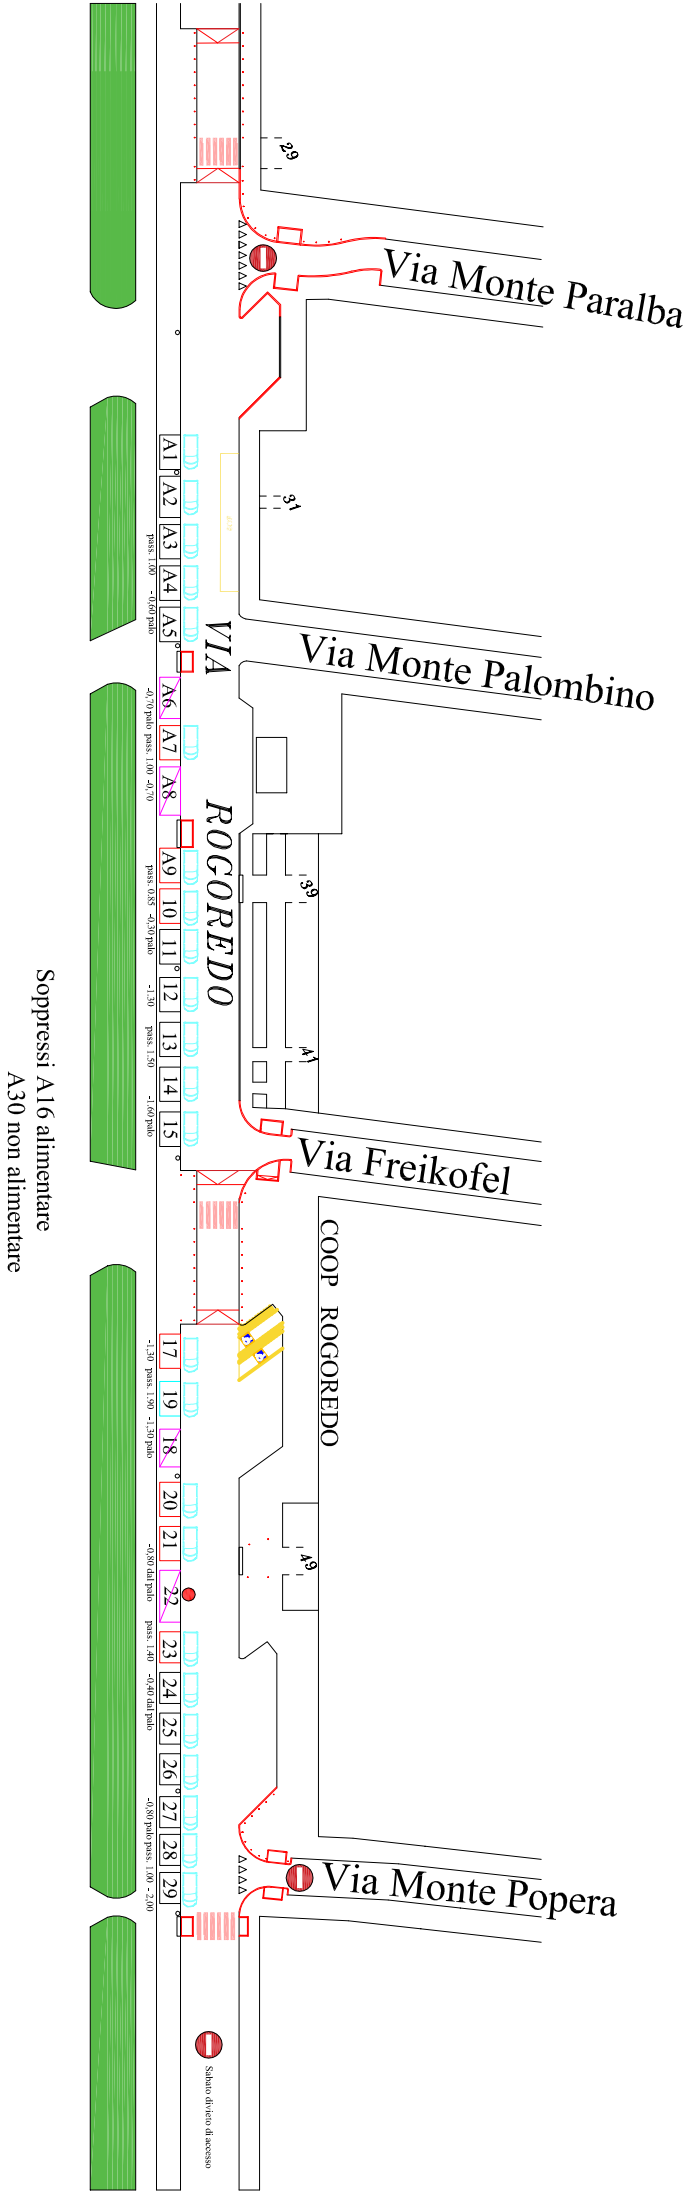 29
Via Monte Paralba
A1
31
A2
A3
pass. 1.00
A4
- 0,60 palo
A5
VIA
Via Monte Palombino
A6
-0,70 palo
A7
pass. 1.00
A8
-0,70
ROGOREDO
A9
pass. 0.85
39
10
-0,30 palo
11
12
-1.30
13
pass. 1.50
41
14
-1.60 palo
15
Via Freikofel
Soppressi A16 alimentare
A30 non alimentare
COOP ROGOREDO
17
-1,30
19
pass. 1.90
18
-1,30 palo
20
21
49
-0,80 dal palo
22
23
pass. 1.40
24
-0,40 dal palo
25
26
27
-0,80 palo
28
pass. 1.00
29
- 2,00
Via Monte Popera
Sabato divieto di accesso